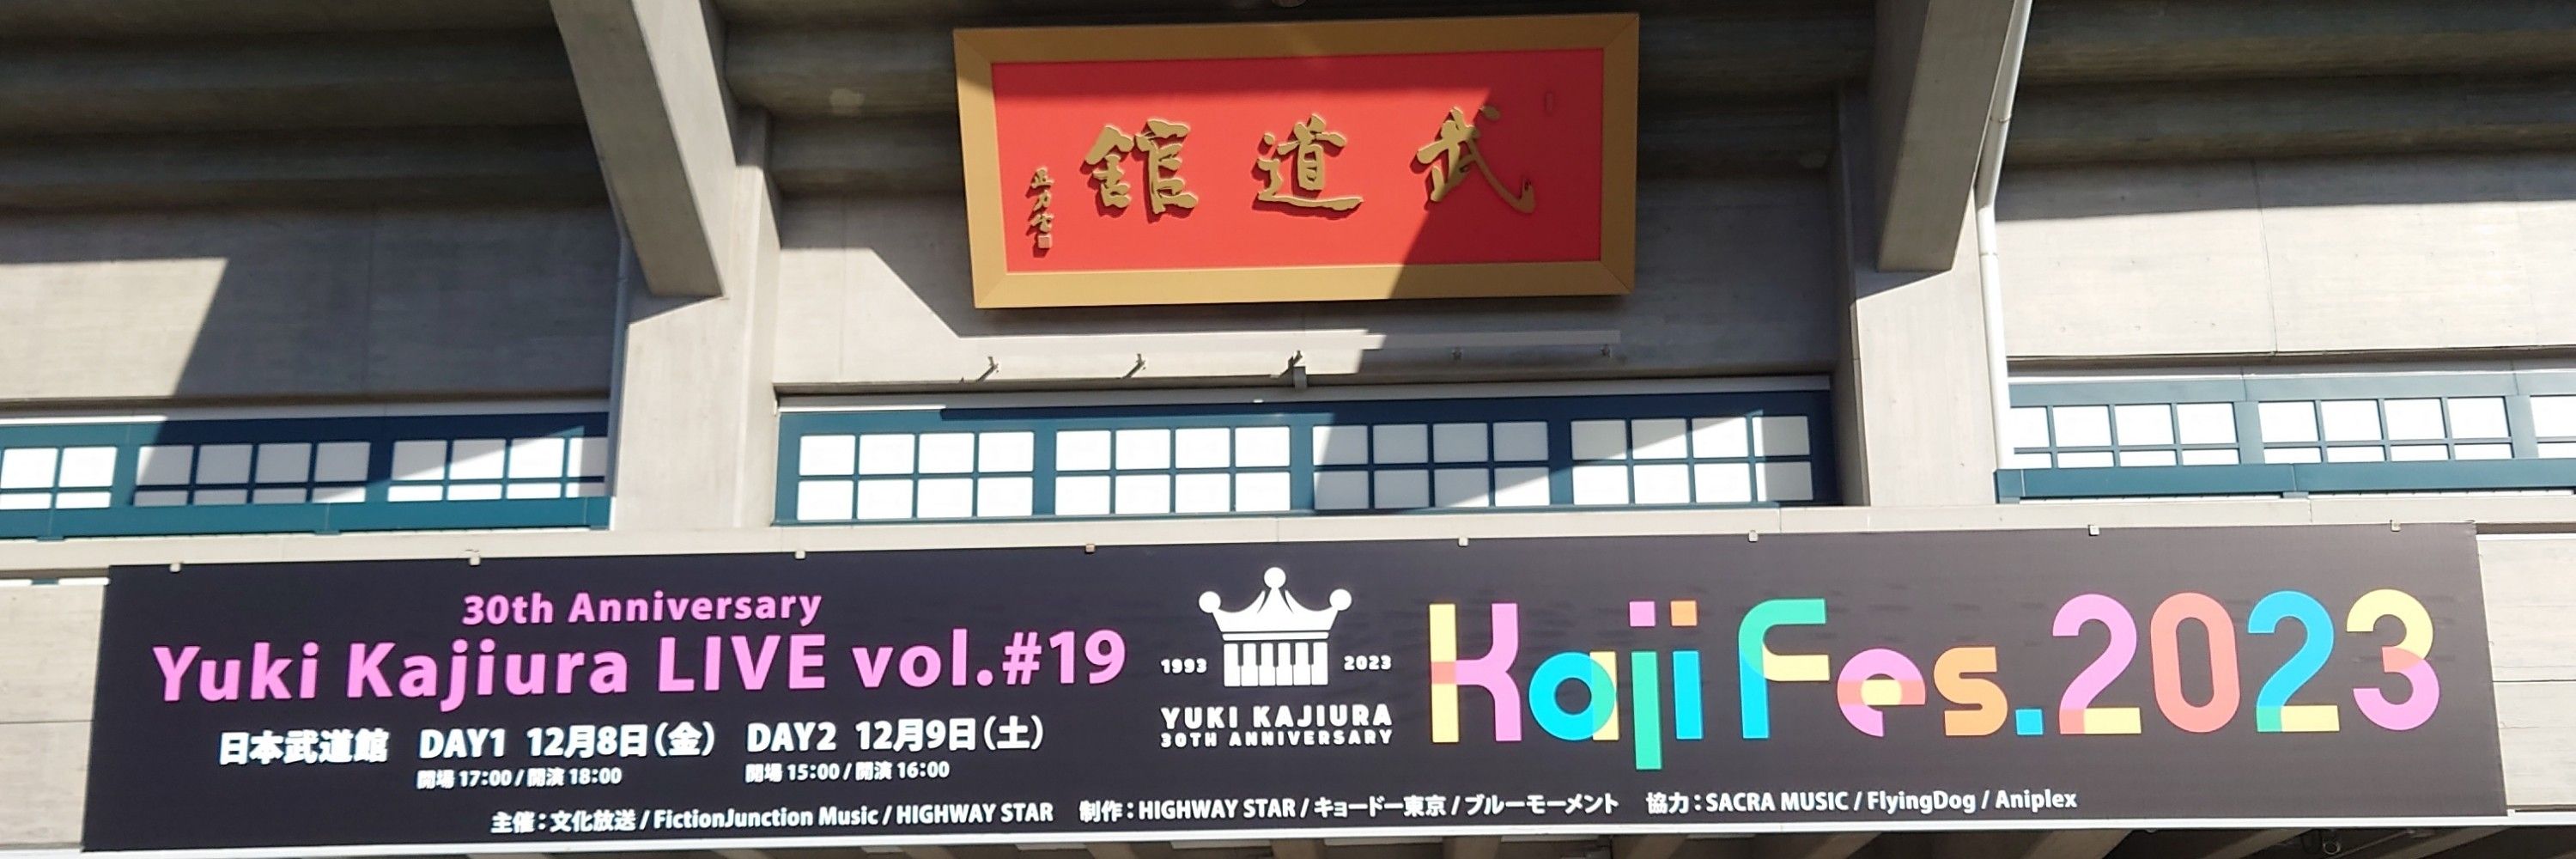 武道館
正力書
30th Anniversary
Yuki Kajiura LIVE vol.#19
日本武道館 DAY1 12月8日(金) DAY2 12月9日(土)
開場 17:00 / 開演 18:00 開場 15:00 / 開演 16:00
1993 2023
YUKI KAJIURA
30TH ANNIVERSARY
Kaji Fes.2023
主催：文化放送 / FictionJunction Music / HIGHWAY STAR 制作：HIGHWAY STAR / キョードー東京 / ブルーモーメント 協力：SACRA MUSIC / FlyingDog / Aniplex